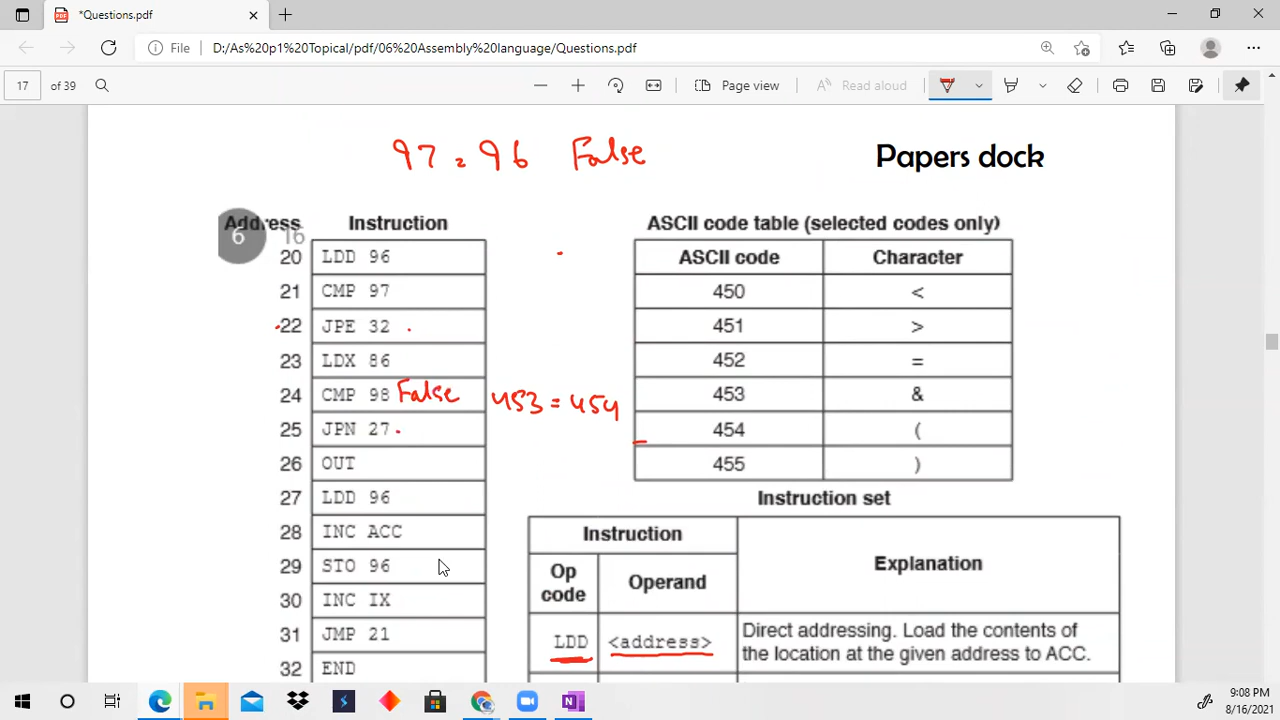 *Questions.pdf
File D:/As%20p1%20Topical/pdf/06%20Assembly%20language/Questions.pdf
17 of 39 Page view Read aloud
97 = 96 False
Papers dock
Address Instruction
6 16
20 LDD 96
21 CMP 97
22 JPE 32
23 LDX 86
24 CMP 98 False 453 = 454
25 JPN 27
26 OUT
27 LDD 96
28 INC ACC
29 STO 96
30 INC IX
31 JMP 21
32 END
ASCII code table (selected codes only)
ASCII code Character
450 <
451 >
452 =
453 &
454 (
455 )
Instruction set
Instruction Explanation
Op code Operand
LDD <address> Direct addressing. Load the contents of
the location at the given address to ACC.
9:08 PM
8/16/2021